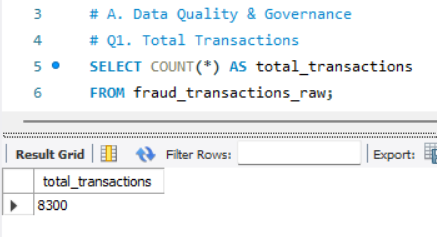 3 # A. Data Quality & Governance
4 # Q1. Total Transactions
5 SELECT COUNT(*) AS total_transactions
6 FROM fraud_transactions_raw;
Result Grid Filter Rows: Export:
total_transactions
8300